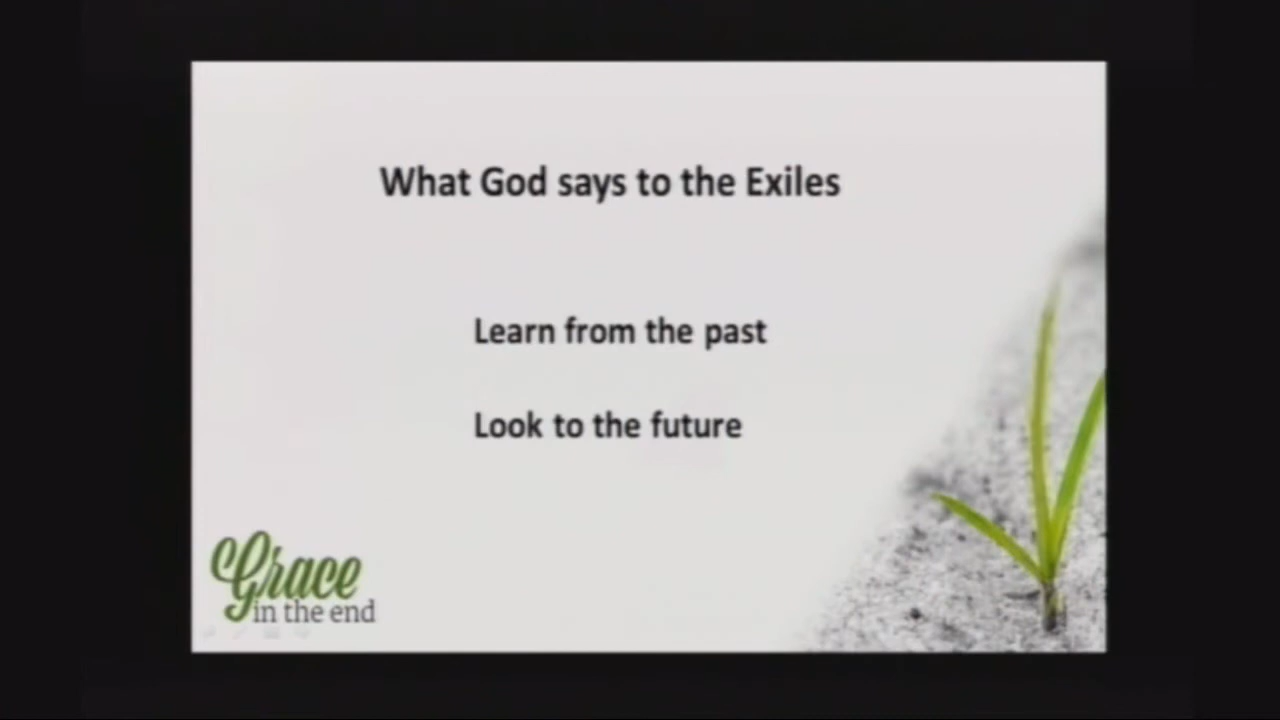 What God says to the Exiles
Learn from the past
Look to the future
Grace
in the end